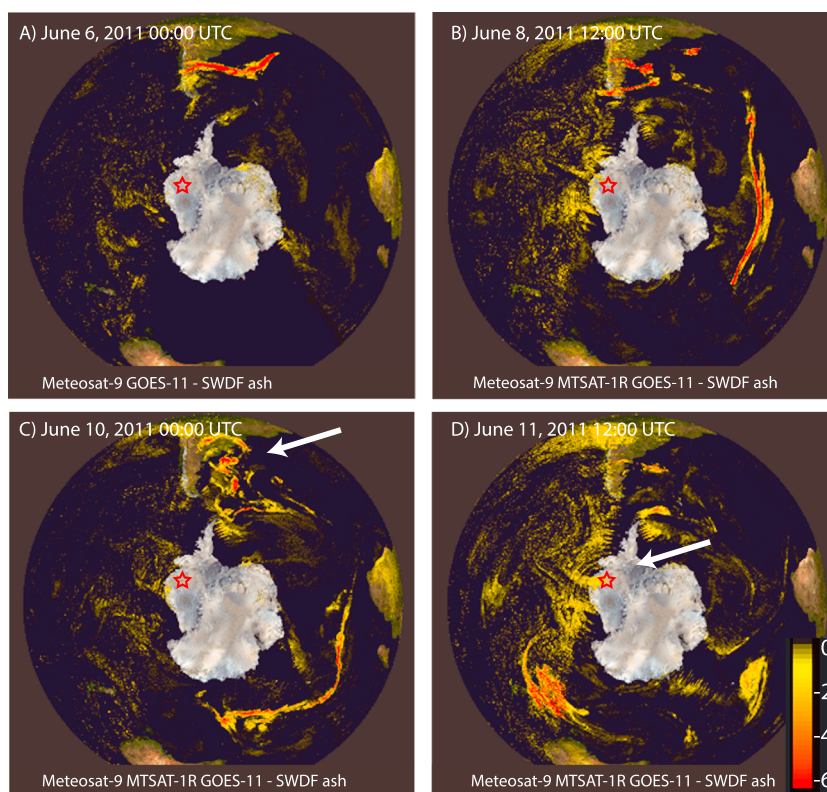 A) June 6, 2011 00:00 UTC
Meteosat-9 GOES-11 - SWDF ash
B) June 8, 2011 12:00 UTC
Meteosat-9 MTSAT-1R GOES-11 - SWDF ash
C) June 10, 2011 00:00 UTC
Meteosat-9 MTSAT-1R GOES-11 - SWDF ash
D) June 11, 2011 12:00 UTC
Meteosat-9 MTSAT-1R GOES-11 - SWDF ash
0
-2
-4
-6